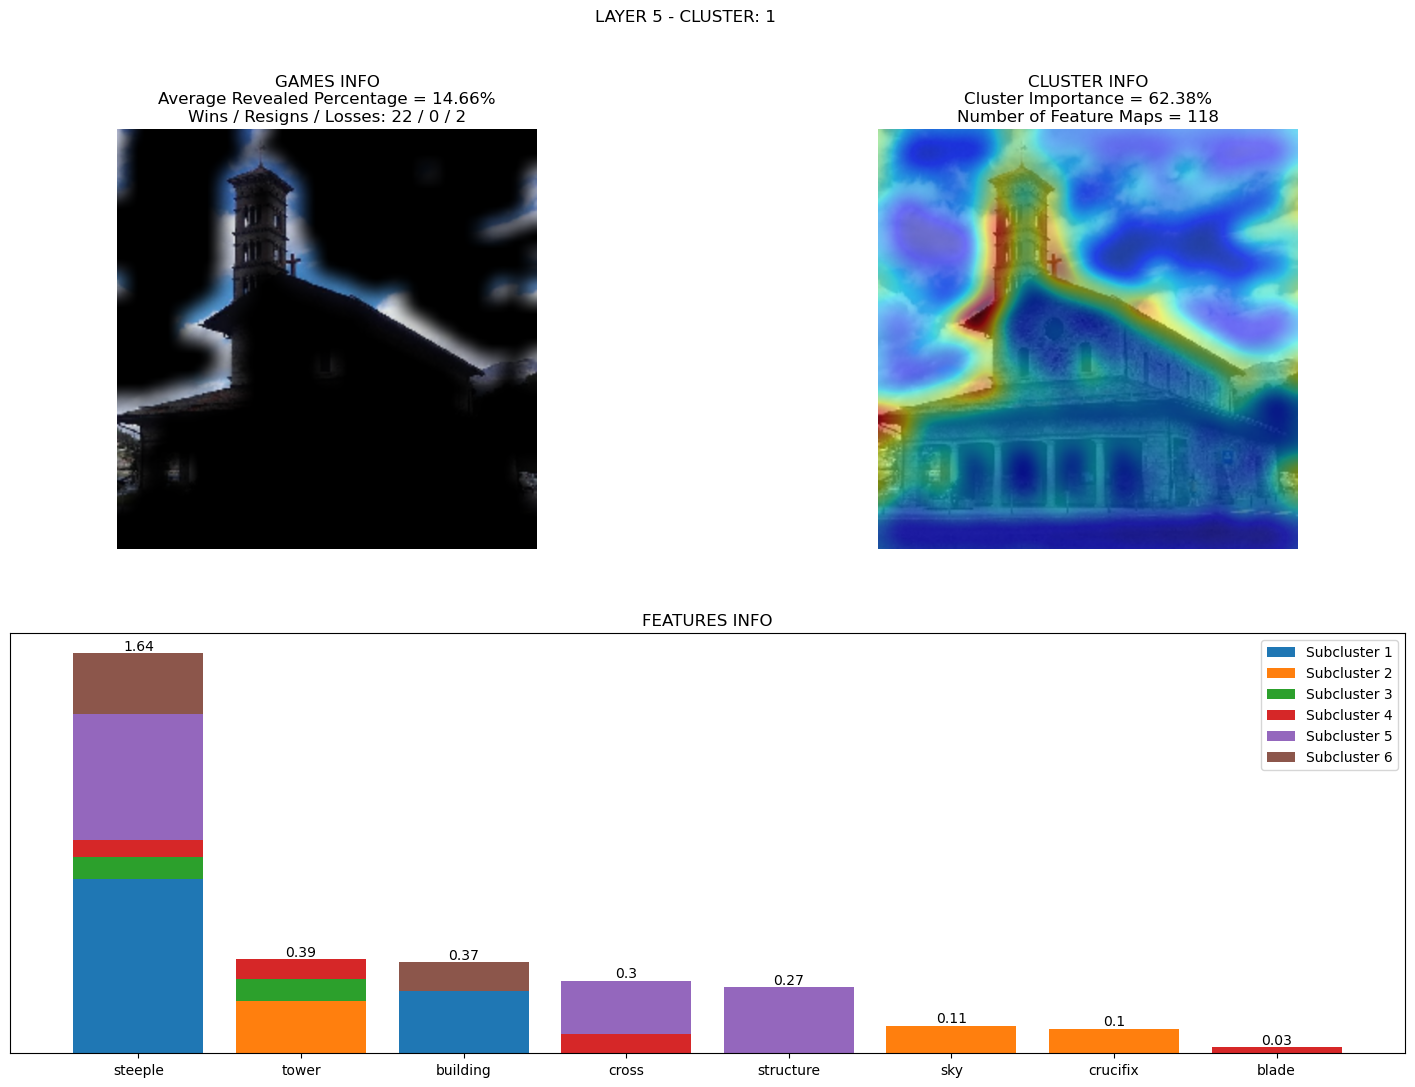 LAYER 5 - CLUSTER: 1
GAMES INFO
Average Revealed Percentage = 14.66%
Wins / Resigns / Losses: 22 / 0 / 2
CLUSTER INFO
Cluster Importance = 62.38%
Number of Feature Maps = 118
FEATURES INFO
1.64
0.39
0.37
0.3
0.27
0.11
0.1
0.03
Subcluster 1
Subcluster 2
Subcluster 3
Subcluster 4
Subcluster 5
Subcluster 6
steeple
tower
building
cross
structure
sky
crucifix
blade